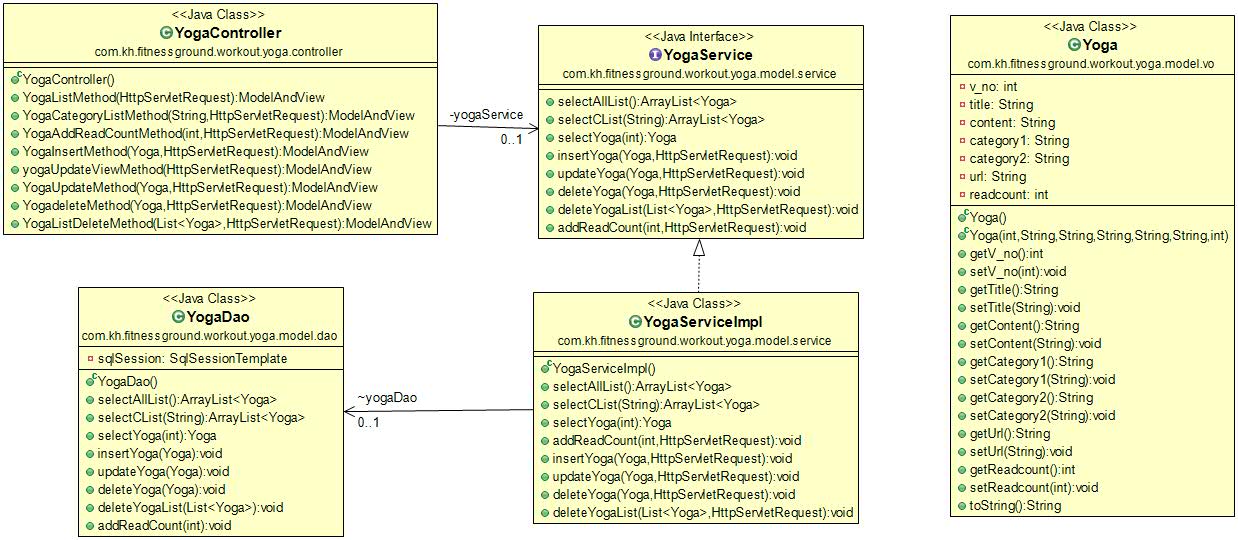 <<Java Class>>
YogaController
com.kh.fitnessground.workout.yoga.controller
YogaController()
YogaListMethod(HttpServletRequest):ModelAndView
YogaCategoryListMethod(String,HttpServletRequest):ModelAndView
YogaAddReadCountMethod(int,HttpServletRequest):ModelAndView
YogaInsertMethod(Yoga,HttpServletRequest):ModelAndView
yogaUpdateViewMethod(HttpServletRequest):ModelAndView
YogaUpdateMethod(Yoga,HttpServletRequest):ModelAndView
YogadeleteMethod(Yoga,HttpServletRequest):ModelAndView
YogaListDeleteMethod(List<Yoga>,HttpServletRequest):ModelAndView
-yogaService
0..1
<<Java Interface>>
YogaService
com.kh.fitnessground.workout.yoga.model.service
selectAllList():ArrayList<Yoga>
selectCList(String):ArrayList<Yoga>
selectYoga(int):Yoga
insertYoga(Yoga,HttpServletRequest):void
updateYoga(Yoga,HttpServletRequest):void
deleteYoga(Yoga,HttpServletRequest):void
deleteYogaList(List<Yoga>,HttpServletRequest):void
addReadCount(int,HttpServletRequest):void
<<Java Class>>
Yoga
com.kh.fitnessground.workout.yoga.model.vo
v_no: int
title: String
content: String
category1: String
category2: String
url: String
readcount: int
Yoga()
Yoga(int,String,String,String,String,String,int)
getV_no():int
setV_no(int):void
getTitle():String
setTitle(String):void
getContent():String
setContent(String):void
getCategory1():String
setCategory1(String):void
getCategory2():String
setCategory2(String):void
getUrl():String
setUrl(String):void
getReadcount():int
setReadcount(int):void
toString():String
<<Java Class>>
YogaDao
com.kh.fitnessground.workout.yoga.model.dao
sqlSession: SqlSessionTemplate
YogaDao()
selectAllList():ArrayList<Yoga>
selectCList(String):ArrayList<Yoga>
selectYoga(int):Yoga
insertYoga(Yoga):void
updateYoga(Yoga):void
deleteYoga(Yoga):void
deleteYogaList(List<Yoga>):void
addReadCount(int):void
~yogaDao
0..1
<<Java Class>>
YogaServiceImpl
com.kh.fitnessground.workout.yoga.model.service
YogaServiceImpl()
selectAllList():ArrayList<Yoga>
selectCList(String):ArrayList<Yoga>
selectYoga(int):Yoga
addReadCount(int,HttpServletRequest):void
insertYoga(Yoga,HttpServletRequest):void
updateYoga(Yoga,HttpServletRequest):void
deleteYoga(Yoga,HttpServletRequest):void
deleteYogaList(List<Yoga>,HttpServletRequest):void